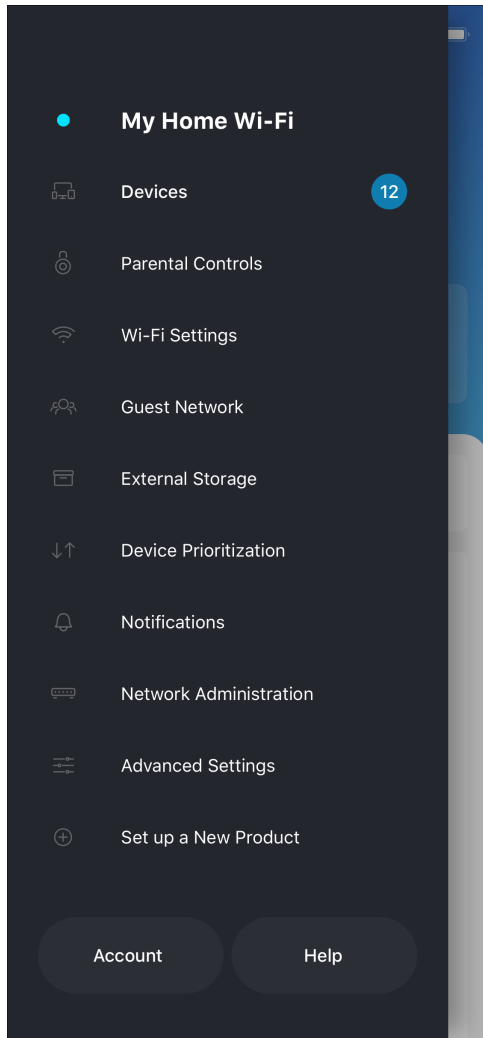 My Home Wi-Fi
Devices 12
Parental Controls
Wi-Fi Settings
Guest Network
External Storage
Device Prioritization
Notifications
Network Administration
Advanced Settings
Set up a New Product
Account Help